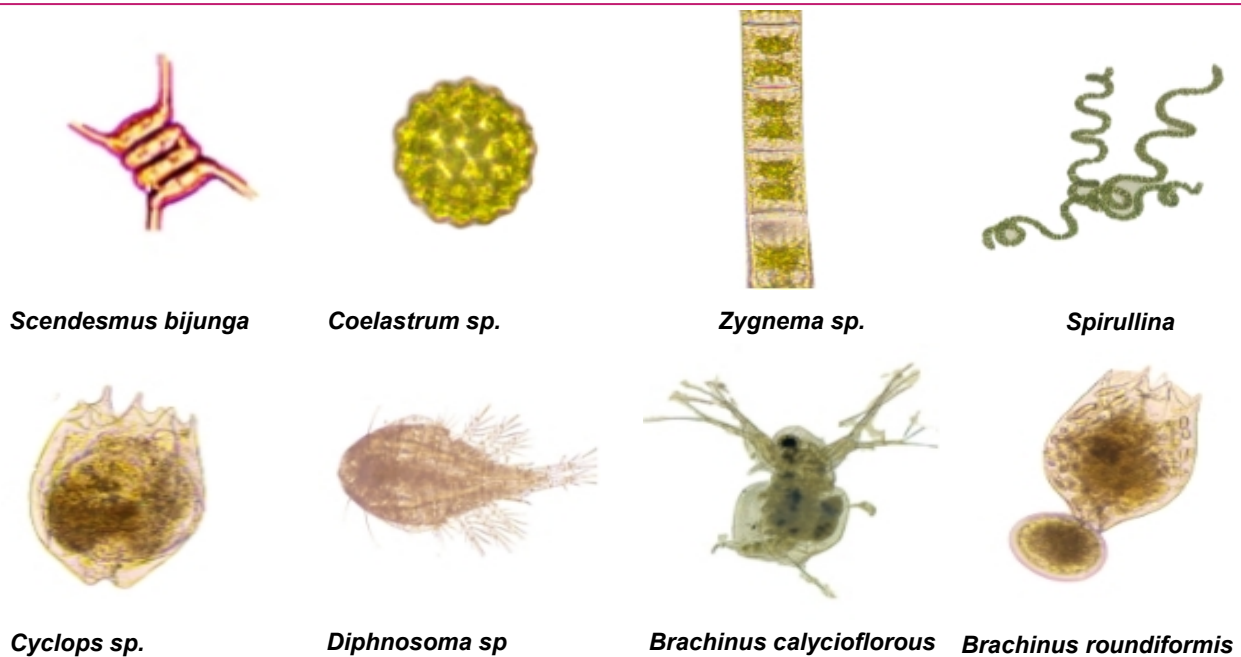 Scendesmus bijunga
Coelastrum sp.
Zygnema sp.
Spirullina
Cyclops sp.
Diphnosoma sp
Brachinus calycioflorous
Brachinus roundiformis